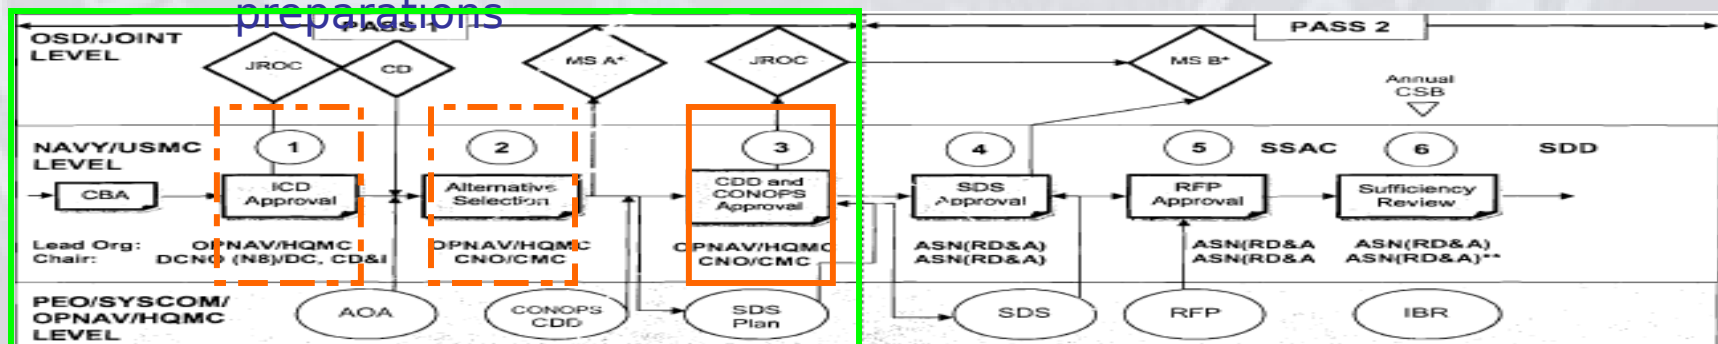 preparations
PASS 1
PASS 2
OSD/JOINT
LEVEL
JROC
CD
MS A*
JROC
MS B*
Annual
CSB
NAVY/USMC
LEVEL
1
2
3
4
5
SSAC
6
SDD
CBA
ICD
Approval
Alternative
Selection
CDD and
CONOPS
Approval
SDS
Approval
RFP
Approval
Sufficiency
Review
Lead Org:
Chair:
OPNAV/HQMC
DCNO (N8)/DC, CD&I
OPNAV/HQMC
CNO/CMC
OPNAV/HQMC
CNO/CMC
ASN(RD&A)
ASN(RD&A)
ASN(RD&A
ASN(RD&A
ASN(RD&A)
ASN(RD&A)**
PEO/SYSCOM/
OPNAV/HQMC
LEVEL
AOA
CONOPS
CDD
SDS
Plan
SDS
RFP
IBR